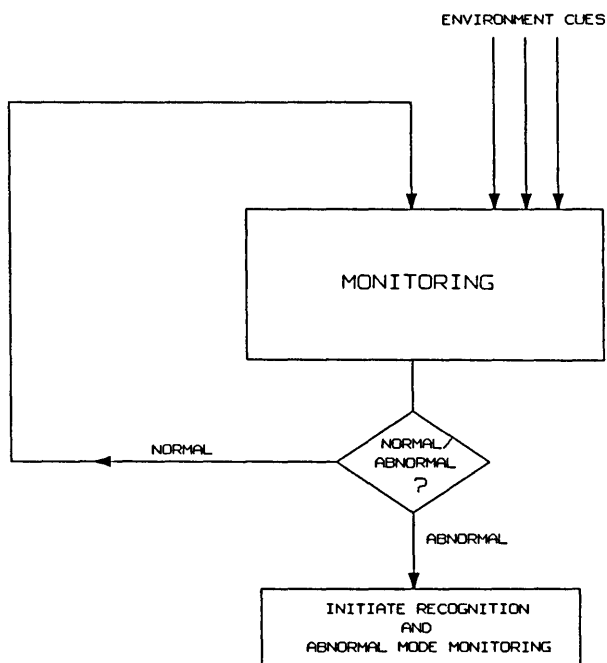 ENVIRONMENT CUES
MONITORING
NORMAL/
ABNORMAL
?
NORMAL
ABNORMAL
INITIATE RECOGNITION
AND
ABNORMAL MODE MONITORING